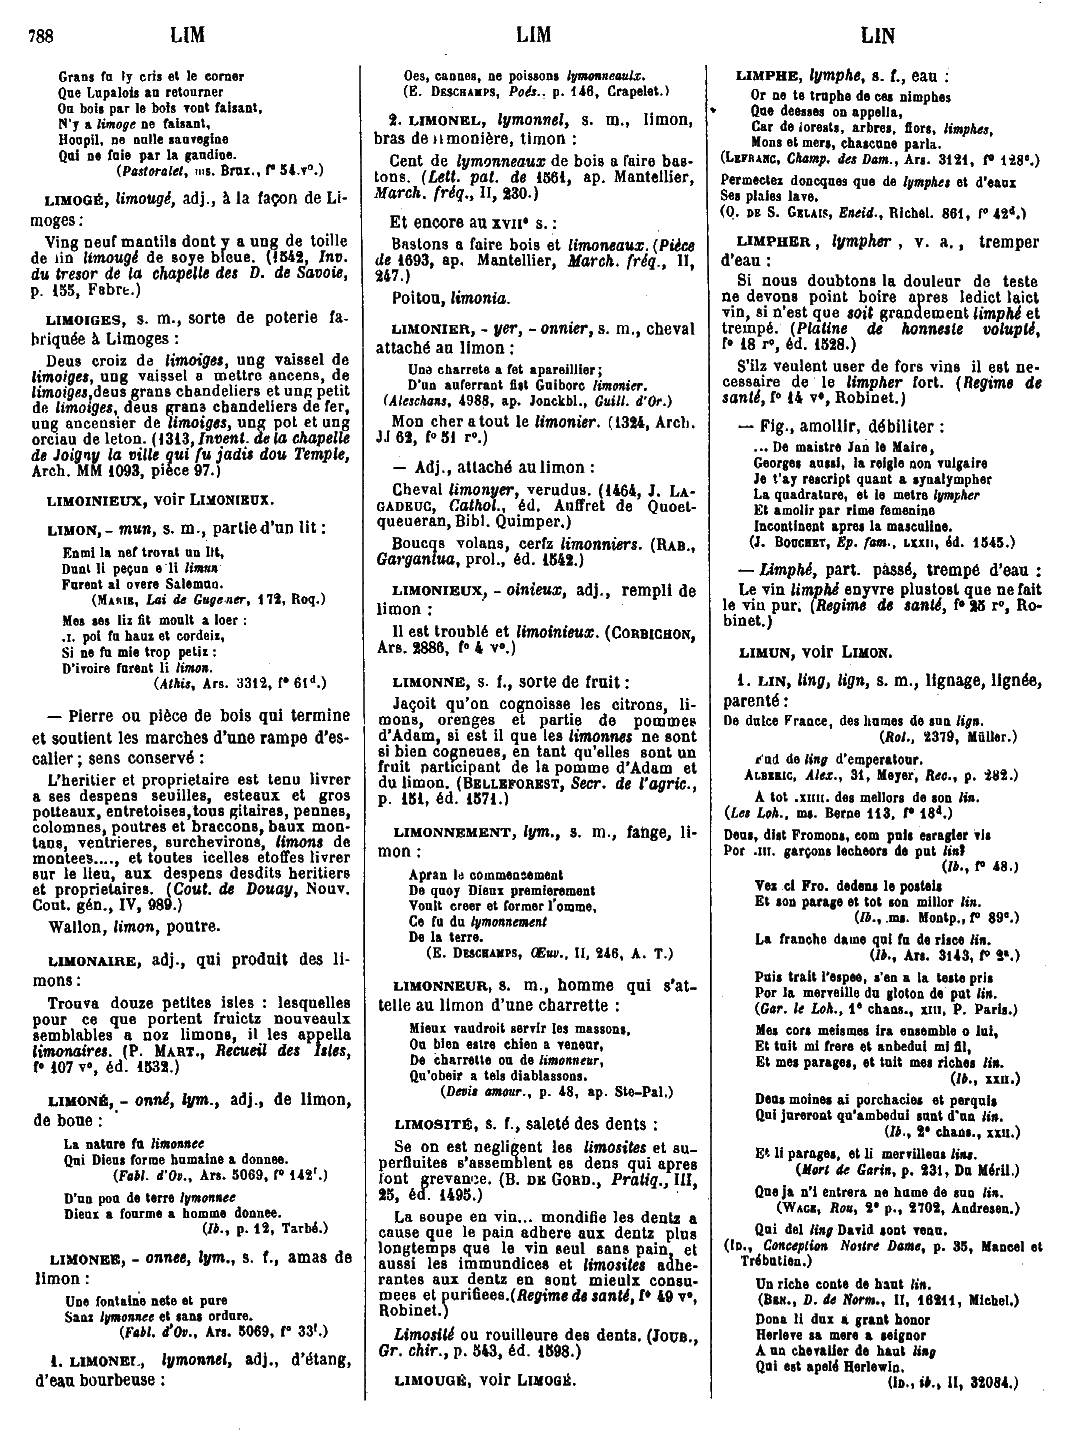 788 LIM LIM LIN
Grans fu ly cris et le corner
Que Lupalois au retourner
Ou bois par le bois vont faisant,
N'y a limoge ne faisant,
Houpil, ne nulle sauvegine
Qui ne fuie par la gaudine.
(Pastoralet, ms. Brux., f° 54 v°.)
LIMOGÉ, limougé, adj., à la façon de Li-
moges :
Ving neuf mantils dont y a ung de toille
de lin limougé de soye bleue. (1542, Inv.
du tresor de la chapelle des D. de Savoie,
p. 155, Fabre.)
LIMOIGES, s. m., sorte de poterie fa-
briquée à Limoges :
Deus croiz de limoiges, ung vaissel de
limoiges, ung vaissel a mettre ancens, de
limoiges, deus grans chandeliers et ung petit
de limoiges, deus grans chandeliers de fer,
ung ancensier de limoiges, ung pot et ung
orciau de leton. (1313, Invent. de la chapelle
de Joigny la ville qui fu jadis dou Temple,
Arch. MM 1093, pièce 97.)
LIMOINIEUX, voir LIMONIEUX.
LIMON, - mun, s. m., partie d'un lit :
Enmi la nef trovat un lit,
Dunt li peçun e li limun
Furent al overe Salemun.
(MARIE, Lai de Gugemer, 172, Roq.)
Mes ses liz fit moult a loer :
.I. poi fu hauz et cordeiz,
Si ne fu mie trop petiz :
D'ivoire furent li limon.
(Athis, Ars. 3312, f° 61d.)
— Pierre ou pièce de bois qui termine
et soutient les marches d'une rampe d'es-
calier ; sens conservé :
L'heritier et proprietaire est tenu livrer
a ses despens seuilles, esteaux et gros
potteaux, entretoises, tous gitaires, pennes,
colomnes, poutres et braccons, baux mon-
tans, ventrieres, surchevirons, limons de
montees...., et toutes icelles etoffes livrer
sur le lieu, aux despens desdits heritiers
et proprietaires. (Cout. de Douay, Nouv.
Cout. gén., IV, 989.)
Wallon, limon, poutre.
LIMONAIRE, adj., qui produit des li-
mons :
Trouva douze petites isles : lesquelles
pour ce que portent fruictz nouveaulx
semblables a noz limons, il les appella
limonaires. (P. MART., Recueil des Isles,
f° 107 v°, éd. 1532.)
LIMONÉ, - onné, lym., adj., de limon,
de boue :
La nature fu limonnee
Qui Dieus forme humaine a donnee.
(Fabl. d'Ov., Ars. 5069, f° 142f.)
D'un pou de terre lymonnee
Dieux a fourme a homme donnee.
(Ib., p. 12, Tarbé.)
LIMONEE, - onnee, lym., s. f., amas de
limon :
Une fontaine nete et pure
Sanz lymonnee et sans ordure.
(Fabl. d'Ov., Ars. 5069, f° 33f.)
1. LIMONEL, lymonnel, adj., d'étang,
d'eau bourbeuse :
Oes, cannes, ne poissons lymonneaulx.
(E. DESCHAMPS, Poés., p. 146, Crapelet.)
2. LIMONEL, lymonnel, s. m., limon,
bras de limonière, timon :
Cent de lymonneaux de bois a faire bas-
tons. (Lett. pat. de 1561, ap. Mantellier,
March. fréq., II, 230.)
Et encore au XVIIe s. :
Bastons a faire bois et limoneaux. (Pièce
de 1693, ap. Mantellier, March. fréq., II,
247.)
Poitou, limonia.
LIMONIER, - yer, - onnier, s. m., cheval
attaché au limon :
Une charrete a fet apareillier ;
D'un auferrant fist Guiborc limonier.
(Aleschans, 4988, ap. Jonckbl., Guill. d'Or.)
Mon cher a tout le limonier. (1324, Arch.
JJ 62, f° 51 r°.)
— Adj., attaché au limon :
Cheval limonyer, verudus. (1464, J. LA-
GADEUC, Cathol., éd. Auffret de Quoet-
queueran, Bibl. Quimper.)
Boucqs volans, cerfz limonniers. (RAB.,
Gargantua, prol., éd. 1542.)
LIMONIEUX, - oinieux, adj., rempli de
limon :
Il est troublé et limoinieux. (CORBICHON,
Ars. 2886, f° 4 v°.)
LIMONNE, s. f., sorte de fruit :
Jaçoit qu'on cognoisse les citrons, li-
mons, orenges et partie de pommes
d'Adam, si est il que les limonnes ne sont
si bien cogneues, en tant qu'elles sont un
fruit participant de la pomme d'Adam et
du limon. (BELLEFOREST, Secr. de l'agric.,
p. 151, éd. 1571.)
LIMONNEMENT, lym., s. m., fange, li-
mon :
Apran le commencement
De quoy Dieux premierement
Voult creer et former l'omme,
Ce fu du lymonnement
De la terre.
(E. DESCHAMPS, Œuv., II, 246, A. T.)
LIMONNEUR, s. m., homme qui s'at-
telle au limon d'une charrette :
Mieux vaudroit servir les massons,
Ou bien estre chien a veneur,
De charrette ou de limonneur,
Qu'obeir a tels diablassons.
(Devis amour., p. 48, ap. Ste-Pal.)
LIMOSITÉ, s. f., saleté des dents :
Se on est negligent les limosites et su-
perfluites s'assemblent es dens qui apres
font grevance. (B. DE GORD., Pratiq., III,
25, éd. 1495.)
La soupe en vin... mondifie les dentz a
cause que le pain adhere aux dentz plus
longtemps que le vin seul sans pain, et
aussi les immundices et limosites adhe-
rantes aux dentz en sont mieulx consu-
mees et purifiees. (Regime de santé, f° 49 v°,
Robinet.)
Limosité ou rouilleure des dents. (JOUB.,
Gr. chir., p. 543, éd. 1598.)
LIMOUGÉ, voir LIMOGÉ.
LIMPHE, lymphe, s. f., eau :
Or ne te truphe de ces nimphes
Que deesses on appella,
Car de forests, arbres, flors, limphes,
Mons et mers, chascune parla.
(LEFRANC, Champ. des Dam., Ars. 3121, f° 128c.)
Permectez doncques que de lymphes et d'eaux
Ses plaies lave.
(O. DE S. GELAIS, Eneid., Richel. 861, f° 42d.)
LIMPHER, lympher, v. a., tremper
d'eau :
Si nous doubtons la douleur de teste
ne devons point boire apres ledict laict
vin, si n'est que soit grandement limphé et
trempé. (Platine de honneste volupté,
f° 18 r°, éd. 1528.)
S'ilz veulent user de fors vins il est ne-
cessaire de le limpher fort. (Regime de
santé, f° 14 v°, Robinet.)
— Fig., amollir, débiliter :
... De maistre Jan le Maire,
Georges aussi, la reigle non vulgaire
Je t'ay rescript quant a synalympher
La quadrature, et le metre lympher
Et amolir par rime femenine
Incontinent apres la masculine.
(J. BOUCHET, Ep. fam., LXXII, éd. 1545.)
— Limphé, part. passé, trempé d'eau :
Le vin limphé enyvre plustost que ne fait
le vin pur. (Regime de santé, f° 25 r°, Ro-
binet.)
LIMUN, voir LIMON.
1. LIN, ling, lign, s. m., lignage, lignée,
parenté :
De dulce France, des humes de sun lign.
(Rol., 2379, Müller.)
Fud de ling d'emperatour.
ALBERIC, Alex., 31, Meyer, Rec., p. 282.)
A tot .XIIII. des mellors de son lin.
(Les Loh., ms. Berne 113, f° 18d.)
Deus, dist Fromons, com puis esragier vis
Por .III. garçons lecheors de put lin!
(Ib., f° 48.)
Vez ci Fro. dedens le posteis
Et son parage et tot son millor lin.
(Ib., ms. Montp., f° 89c.)
La franche dame qui fu de risce lin.
(Ib., Ars. 3143, f° 2a.)
Puis trait l'espee, s'en a la teste pris
Por la merveille du gloton de put lin.
(Gar. le Loh., 1e chans., XIII, P. Paris.)
Mes cors meismes ira ensemble o lui,
Et tuit mi frere et anbedui mi fil,
Et mes parages, et tuit mes riches lin.
(Ib., XXII.)
Deus moines ai porchacies et perquis
Qui jureront qu'ambedui sunt d'un lin.
(Ib., 2e chans., XXII.)
Et li parages, et li merveilleus lins.
(Mort de Garin, p. 231, Du Méril.)
Que ja n'i entrera ne hume de sun lin.
(WACE, Rou, 2e p., 2702, Andresen.)
Qui del ling David sont venu.
(ID., Conception Nostre Dame, p. 35, Mancel et
Trébutien.)
Un riche conte de haut lin.
(BEN., D. de Norm., II, 16211, Michel.)
Dona li dux a grant honor
Herleve sa mere a seignor
A un chevalier de haut ling
Qui est apelé Herlewin.
(ID., ib., II, 32084.)